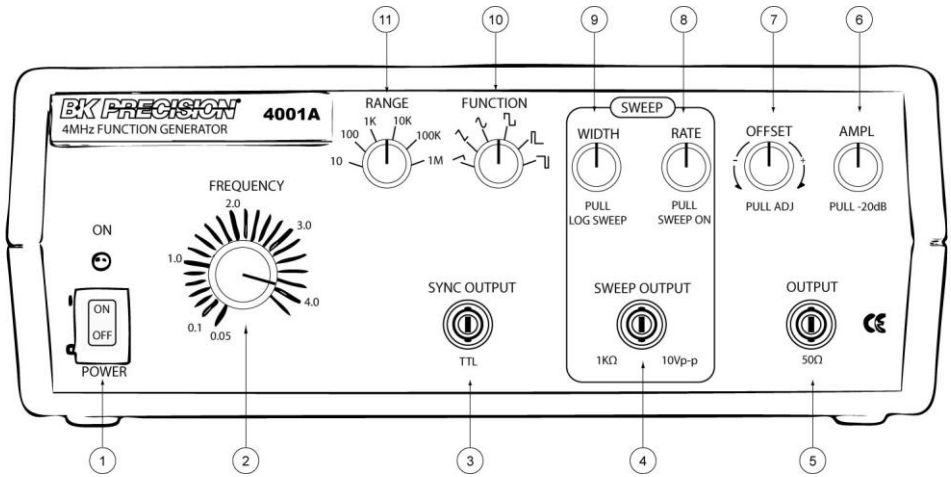 11
10
9
8
7
6
BK PRECISION® 4001A
4MHz FUNCTION GENERATOR
RANGE
10
100
1K
10K
100K
1M
FUNCTION
SWEEP
WIDTH
PULL
LOG SWEEP
RATE
PULL
SWEEP ON
OFFSET
- +
PULL ADJ
AMPL
PULL -20dB
FREQUENCY
0.05
0.1
1.0
2.0
3.0
4.0
ON
ON
OFF
POWER
SYNC OUTPUT
TTL
SWEEP OUTPUT
1KΩ 10Vp-p
OUTPUT
50Ω
CE
1
2
3
4
5